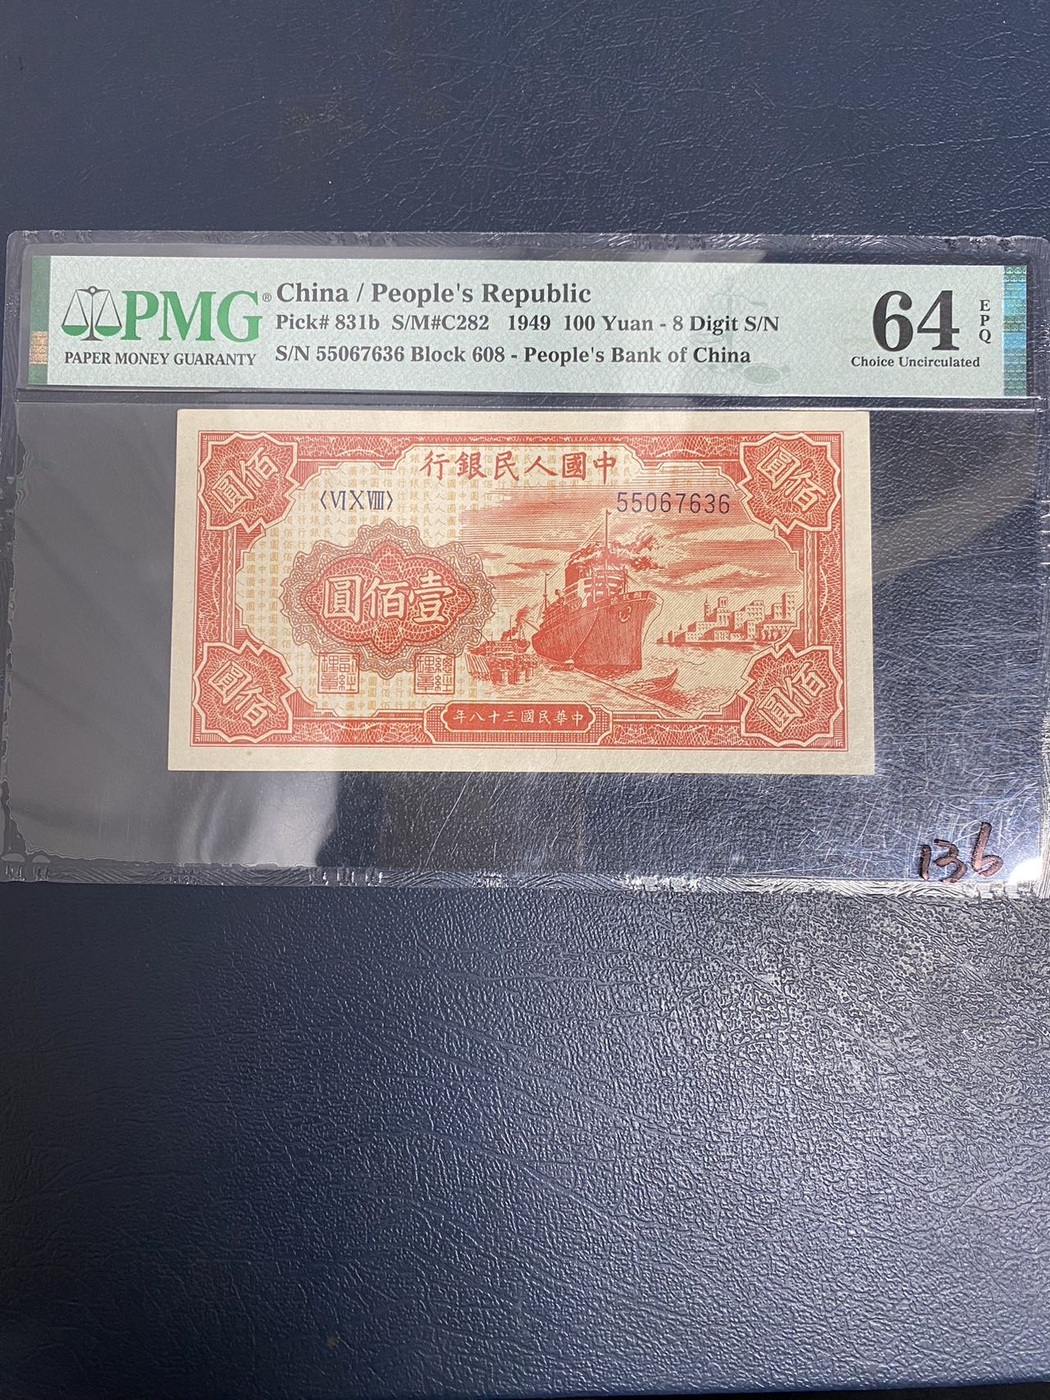 PMG®
PAPER MONEY GUARANTY
China / People's Republic
Pick# 831b S/M#C282 1949 100 Yuan - 8 Digit S/N
S/N 55067636 Block 608 - People's Bank of China
64
EPQ
Choice Uncirculated
行銀民人國中
圓佰
圓佰
〈Ⅵ Ⅹ Ⅷ〉
55067636
圓佰壹
圓佰
圓佰
年八十三國民華中
136